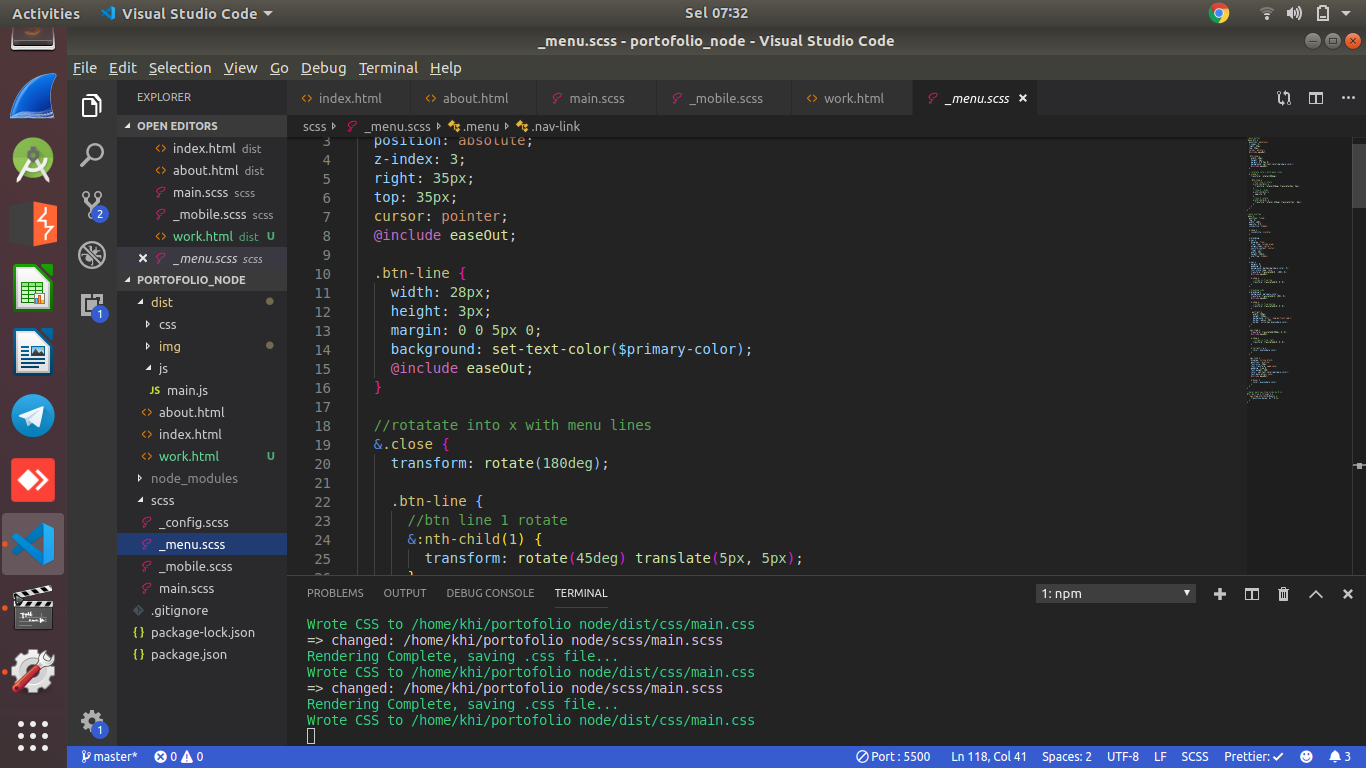 Activities Visual Studio Code Sel 07:32
_menu.scss - portofolio_node - Visual Studio Code
File Edit Selection View Go Debug Terminal Help
EXPLORER
OPEN EDITORS
index.html dist
about.html dist
main.scss scss
_mobile.scss scss
work.html dist U
_menu.scss scss
PORTOFOLIO_NODE
dist
css
img
js
JS main.js
about.html
index.html
work.html U
node_modules
scss
_config.scss
_menu.scss
_mobile.scss
main.scss
.gitignore
{} package-lock.json
{} package.json
2
1
1
index.html about.html main.scss _mobile.scss work.html _menu.scss
scss _menu.scss .menu .nav-link
3 position: absolute;
4 z-index: 3;
5 right: 35px;
6 top: 35px;
7 cursor: pointer;
8 @include easeOut;
9
10 .btn-line {
11 width: 28px;
12 height: 3px;
13 margin: 0 0 5px 0;
14 background: set-text-color($primary-color);
15 @include easeOut;
16 }
17
18 //rotatate into x with menu lines
19 &.close {
20 transform: rotate(180deg);
21
22 .btn-line {
23 //btn line 1 rotate
24 &:nth-child(1) {
25 transform: rotate(45deg) translate(5px, 5px);
26 }
PROBLEMS OUTPUT DEBUG CONSOLE TERMINAL 1: npm
Wrote CSS to /home/khi/portofolio node/dist/css/main.css
=> changed: /home/khi/portofolio node/scss/main.scss
Rendering Complete, saving .css file...
Wrote CSS to /home/khi/portofolio node/dist/css/main.css
=> changed: /home/khi/portofolio node/scss/main.scss
Rendering Complete, saving .css file...
Wrote CSS to /home/khi/portofolio node/dist/css/main.css
master* 0 0 Port : 5500 Ln 118, Col 41 Spaces: 2 UTF-8 LF SCSS Prettier: ✓ 3